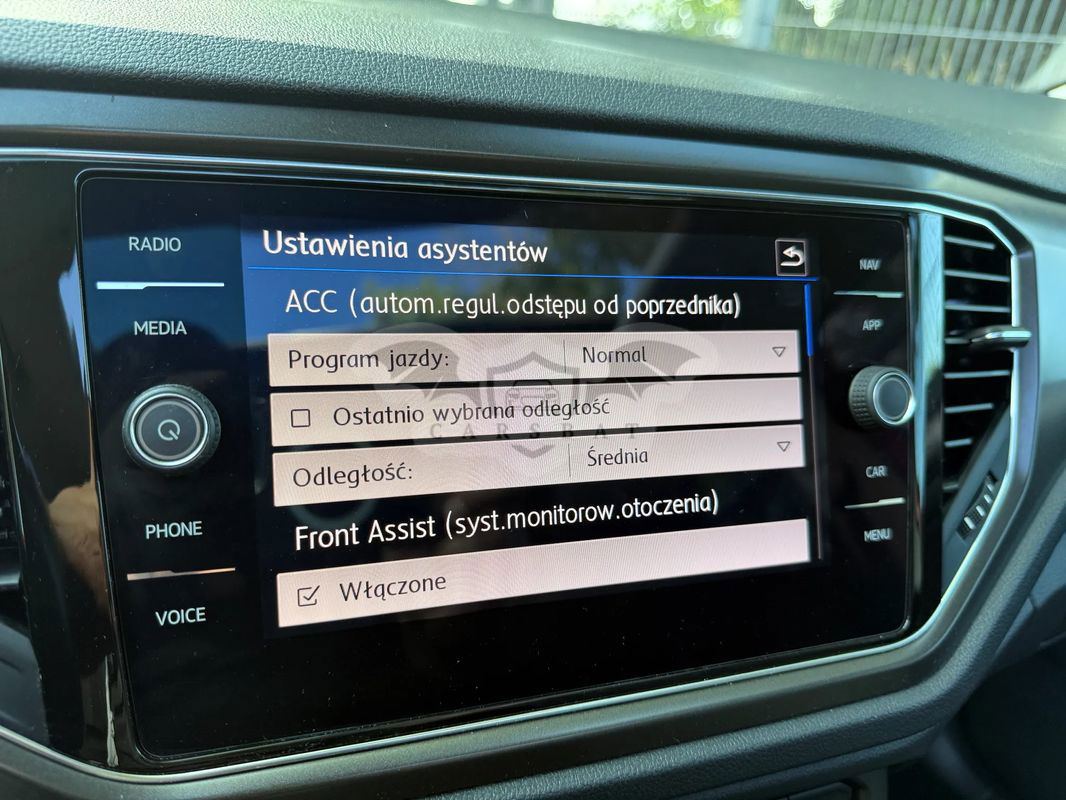 RADIO
MEDIA
PHONE
VOICE
Ustawienia asystentów
ACC (autom.regul.odstępu od poprzednika)
Program jazdy: Normal
Ostatnio wybrana odległość
CARSBAT
Odległość: Średnia
Front Assist (syst.monitorow.otoczenia)
Włączone
NAV
APP
CAR
MENU